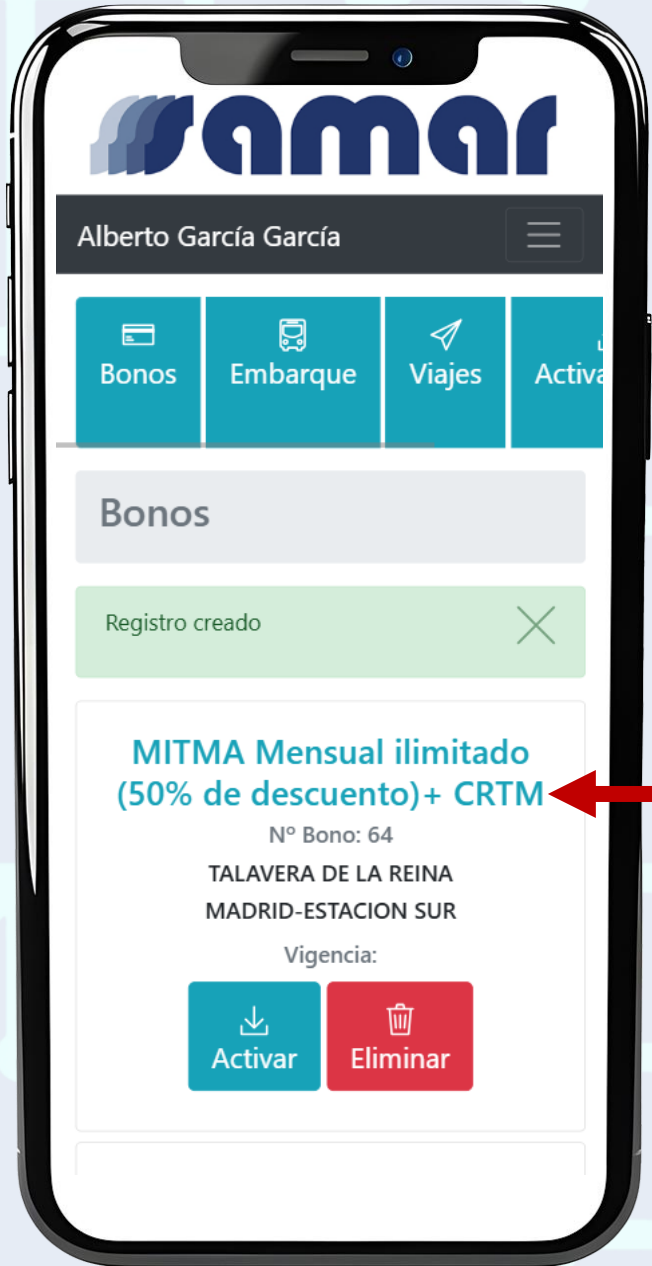 samar
Alberto García García
Bonos
Embarque
Viajes
Bonos
Registro creado
MITMA Mensual ilimitado
(50% de descuento)+ CRTM
Nº Bono: 64
TALAVERA DE LA REINA
MADRID-ESTACION SUR
Vigencia:
Activar
Eliminar